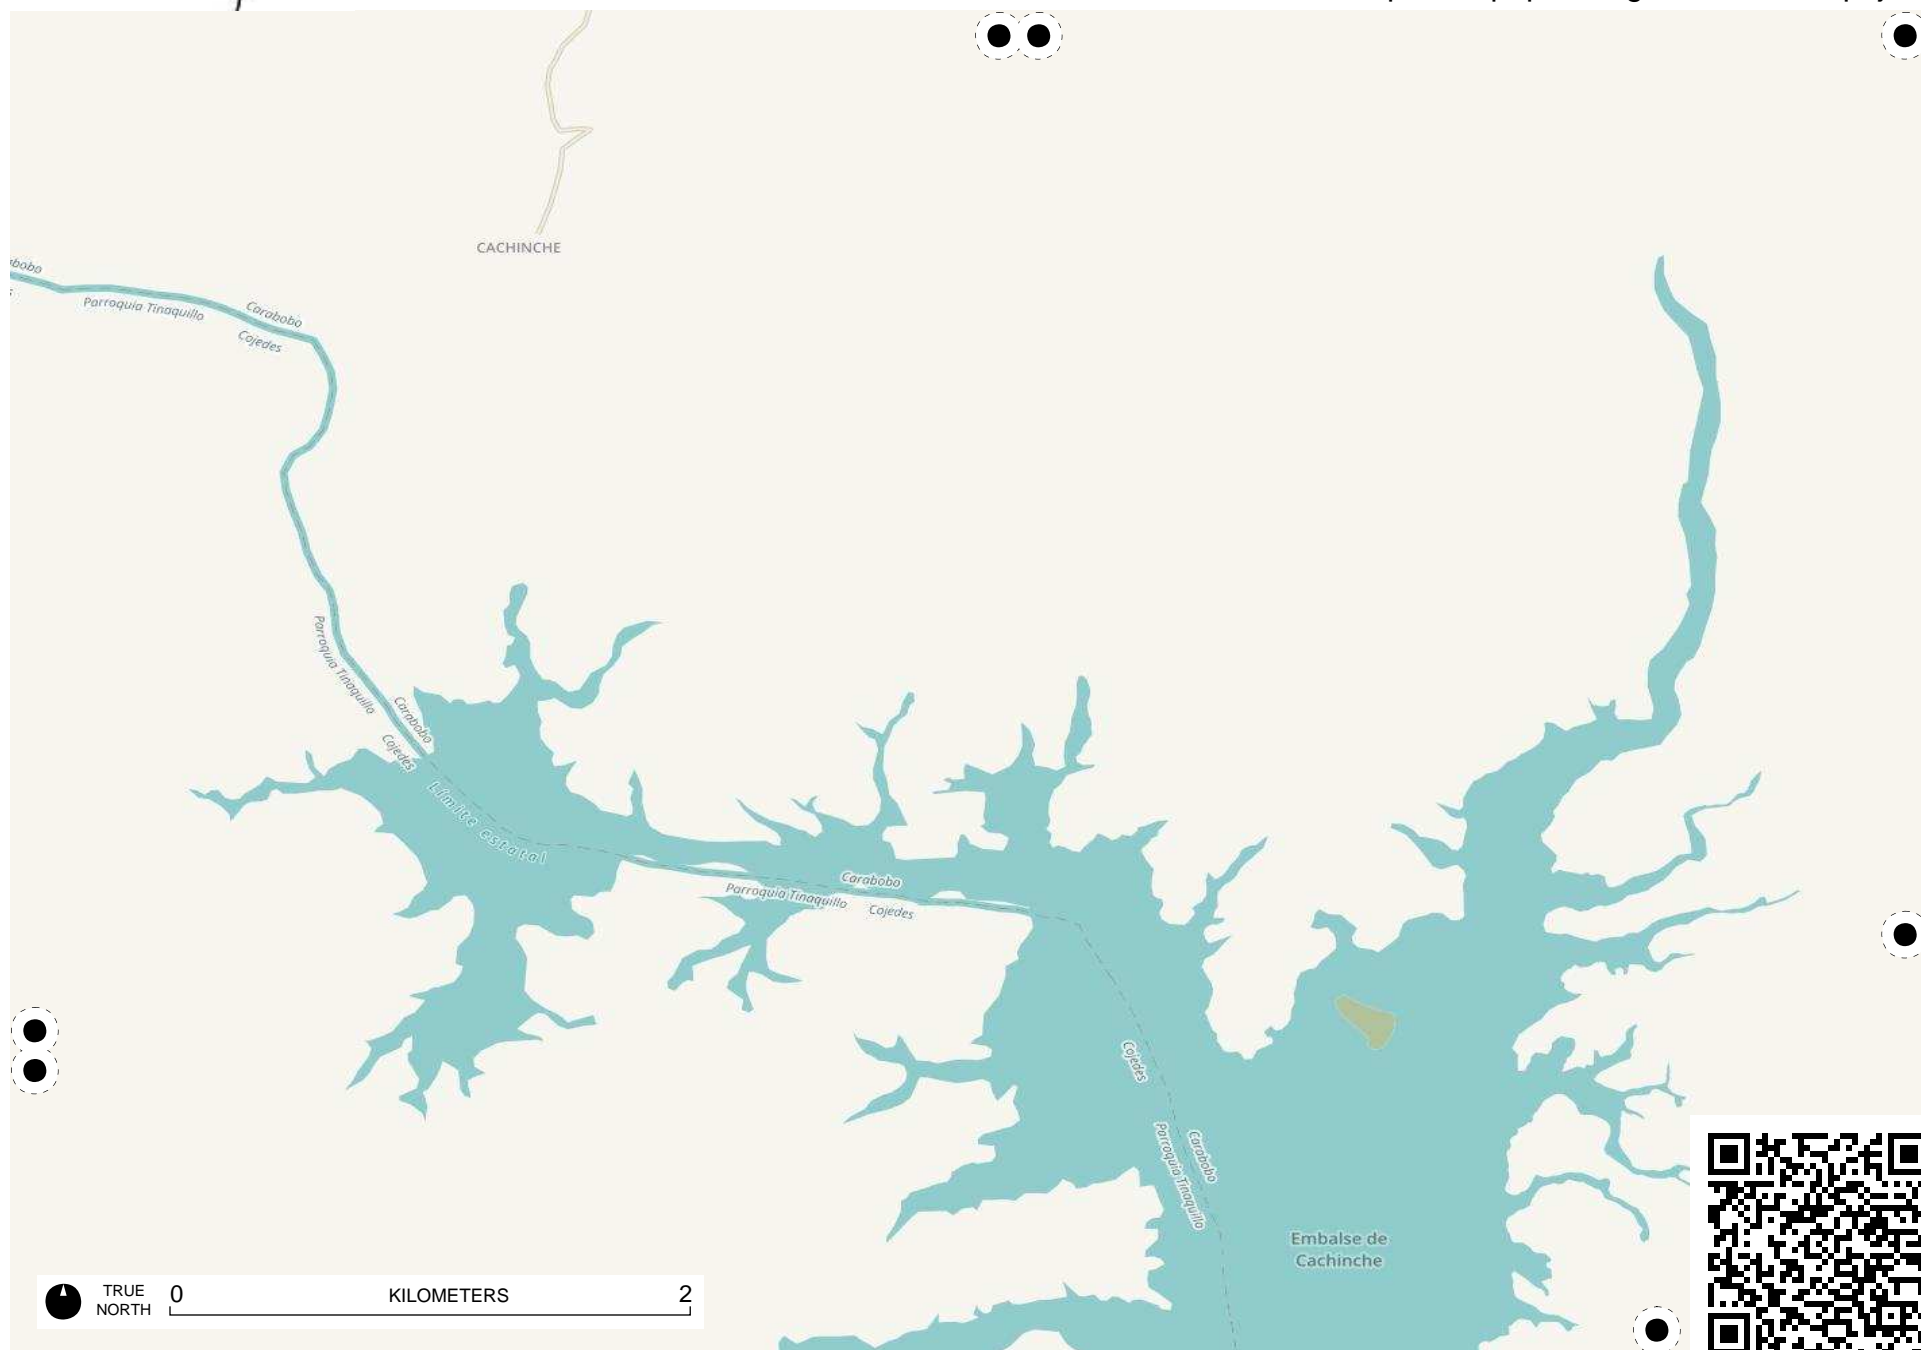 CACHINCHE
Parroquia Tinaquillo
Carabobo
Cojedes
Parroquia Tinaquillo
Carabobo
Cojedes
Límite estatal
Carabobo
Parroquia Tinaquillo
Cojedes
Cojedes
Carabobo
Parroquia Tinaquillo
Embalse de
Cachinche
TRUE
NORTH
0 KILOMETERS 2